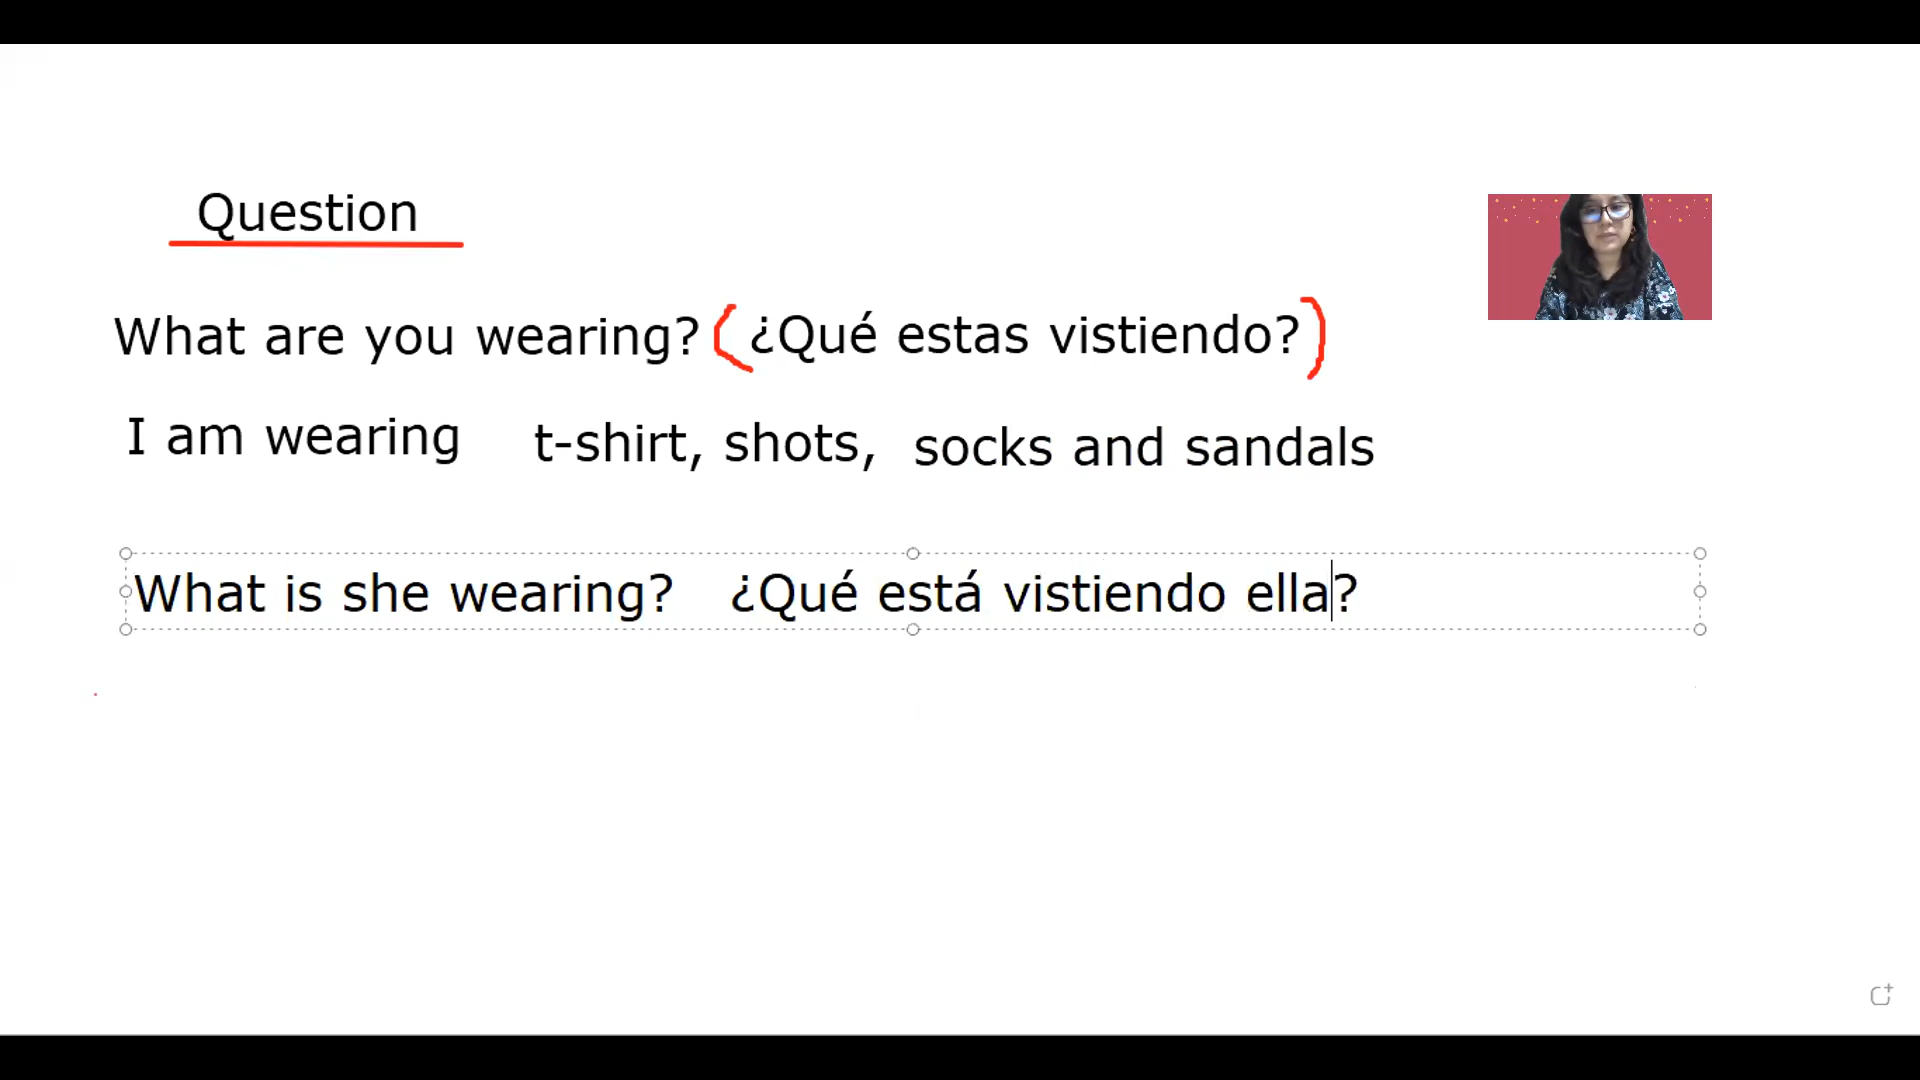 Question
What are you wearing? (¿Qué estas vistiendo?)
I am wearing t-shirt, shots, socks and sandals
What is she wearing? ¿Qué está vistiendo ella?